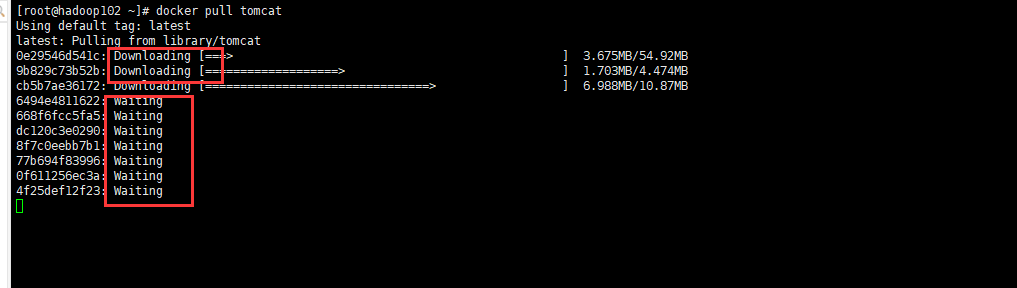 [root@hadoop102 ~]# docker pull tomcat
Using default tag: latest
latest: Pulling from library/tomcat
0e29546d541c: Downloading [===>                                               ]  3.675MB/54.92MB
9b829c73b52b: Downloading [===================>                               ]  1.703MB/4.474MB
cb5b7ae36172: Downloading [================================>                  ]  6.988MB/10.87MB
6494e4811622: Waiting
668f6fcc5fa5: Waiting
dc120c3e0290: Waiting
8f7c0eebb7b1: Waiting
77b694f83996: Waiting
0f611256ec3a: Waiting
4f25def12f23: Waiting